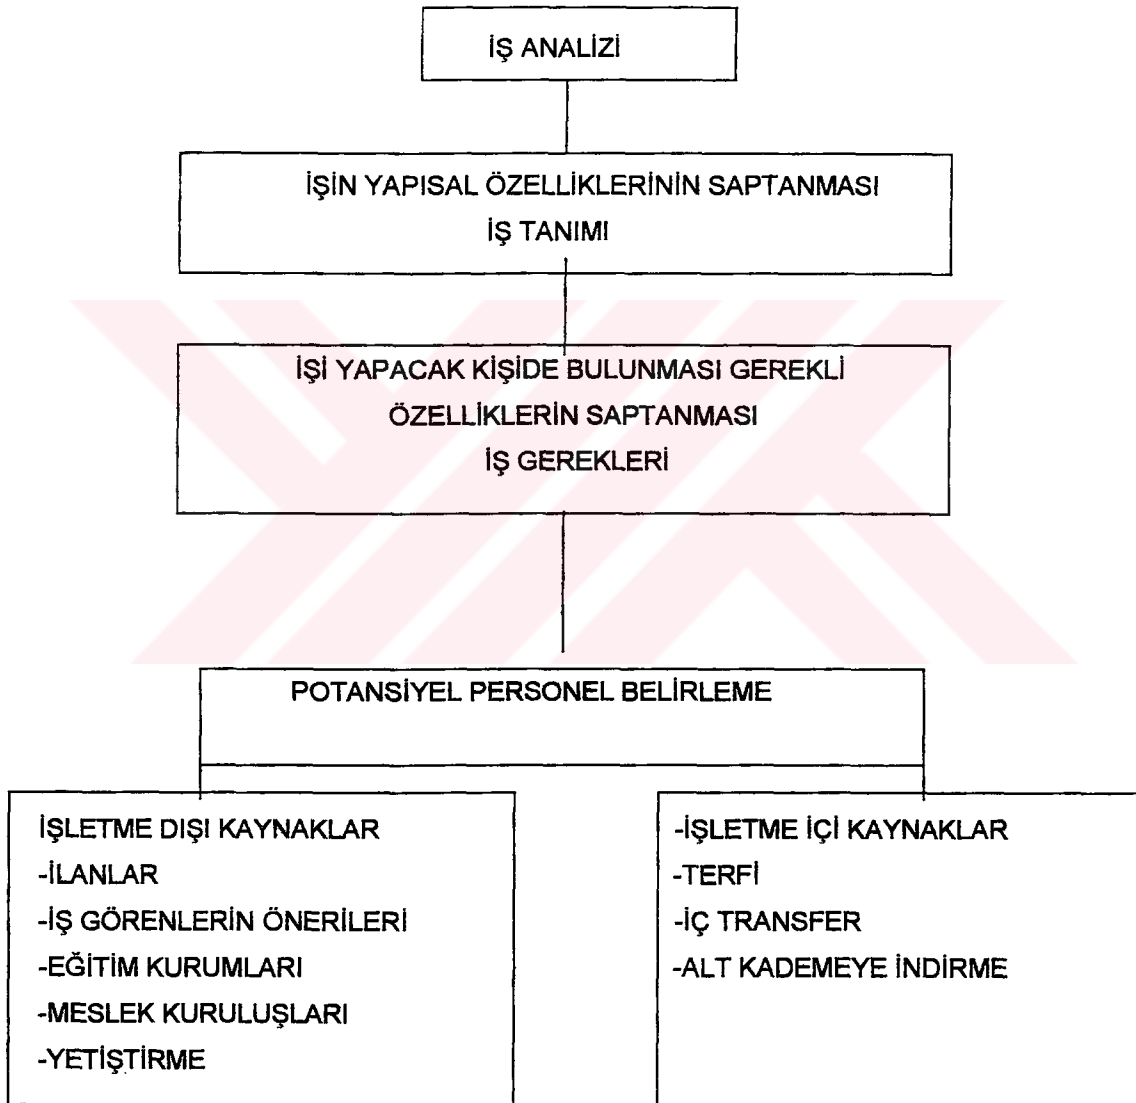 İŞ ANALİZİ
İŞİN YAPISAL ÖZELLİKLERİNİN SAPTANMASI
İŞ TANIMI
İŞİ YAPACAK KİŞİDE BULUNMASI GEREKLİ
ÖZELLİKLERİN SAPTANMASI
İŞ GEREKLERİ
POTANSİYEL PERSONEL BELİRLEME
İŞLETME DIŞI KAYNAKLAR
-İLANLAR
-İŞ GÖRENLERİN ÖNERİLERİ
-EĞİTİM KURUMLARI
-MESLEK KURULUŞLARI
-YETİŞTİRME
-İŞLETME İÇİ KAYNAKLAR
-TERFİ
-İÇ TRANSFER
-ALT KADEMEYE İNDİRME